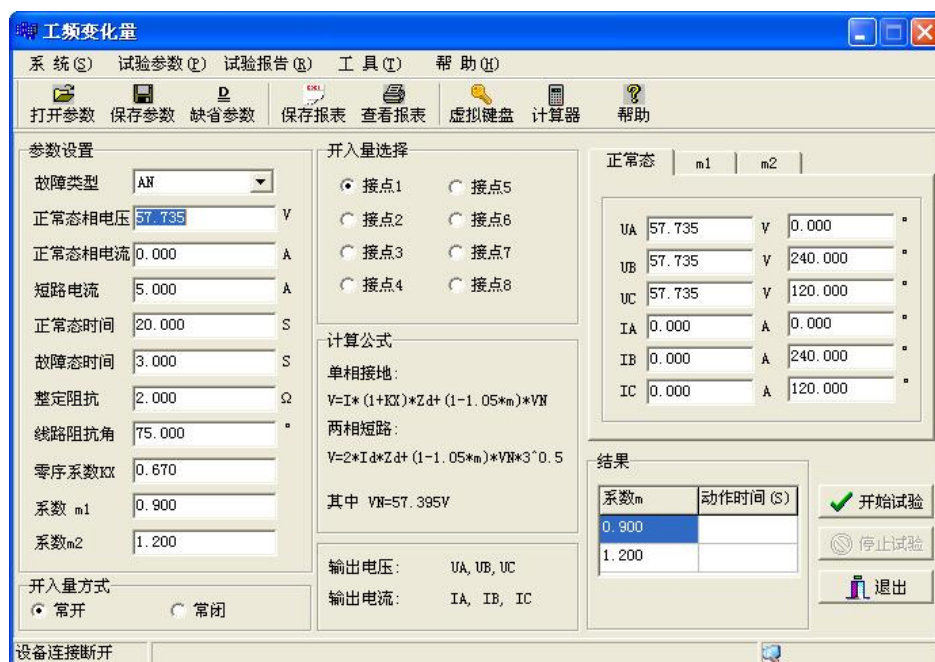 工频变化量
系 统(S) 试验参数(P) 试验报告(R) 工 具(T) 帮 助(H)
打开参数 保存参数 缺省参数 保存报表 查看报表 虚拟键盘 计算器 帮助
参数设置
故障类型 AN
正常态相电压 57.735 V
正常态相电流 0.000 A
短路电流 5.000 A
正常态时间 20.000 S
故障态时间 3.000 S
整定阻抗 2.000 Ω
线路阻抗角 75.000 °
零序系数KX 0.670
系数 m1 0.900
系数m2 1.200
开入量方式
常开 常闭
开入量选择
接点1 接点5
接点2 接点6
接点3 接点7
接点4 接点8
计算公式
单相接地:
V=I*(1+KX)*Zd+(1-1.05*m)*VN
两相短路:
V=2*Id*Zd+(1-1.05*m)*VN*3^0.5
其中 VN=57.395V
输出电压: UA,UB,UC
输出电流: IA, IB, IC
正常态 m1 m2
UA 57.735 V 0.000 °
UB 57.735 V 240.000 °
UC 57.735 V 120.000 °
IA 0.000 A 0.000 °
IB 0.000 A 240.000 °
IC 0.000 A 120.000 °
结果
系数m 动作时间(S)
0.900
1.200
开始试验
停止试验
退出
设备连接断开